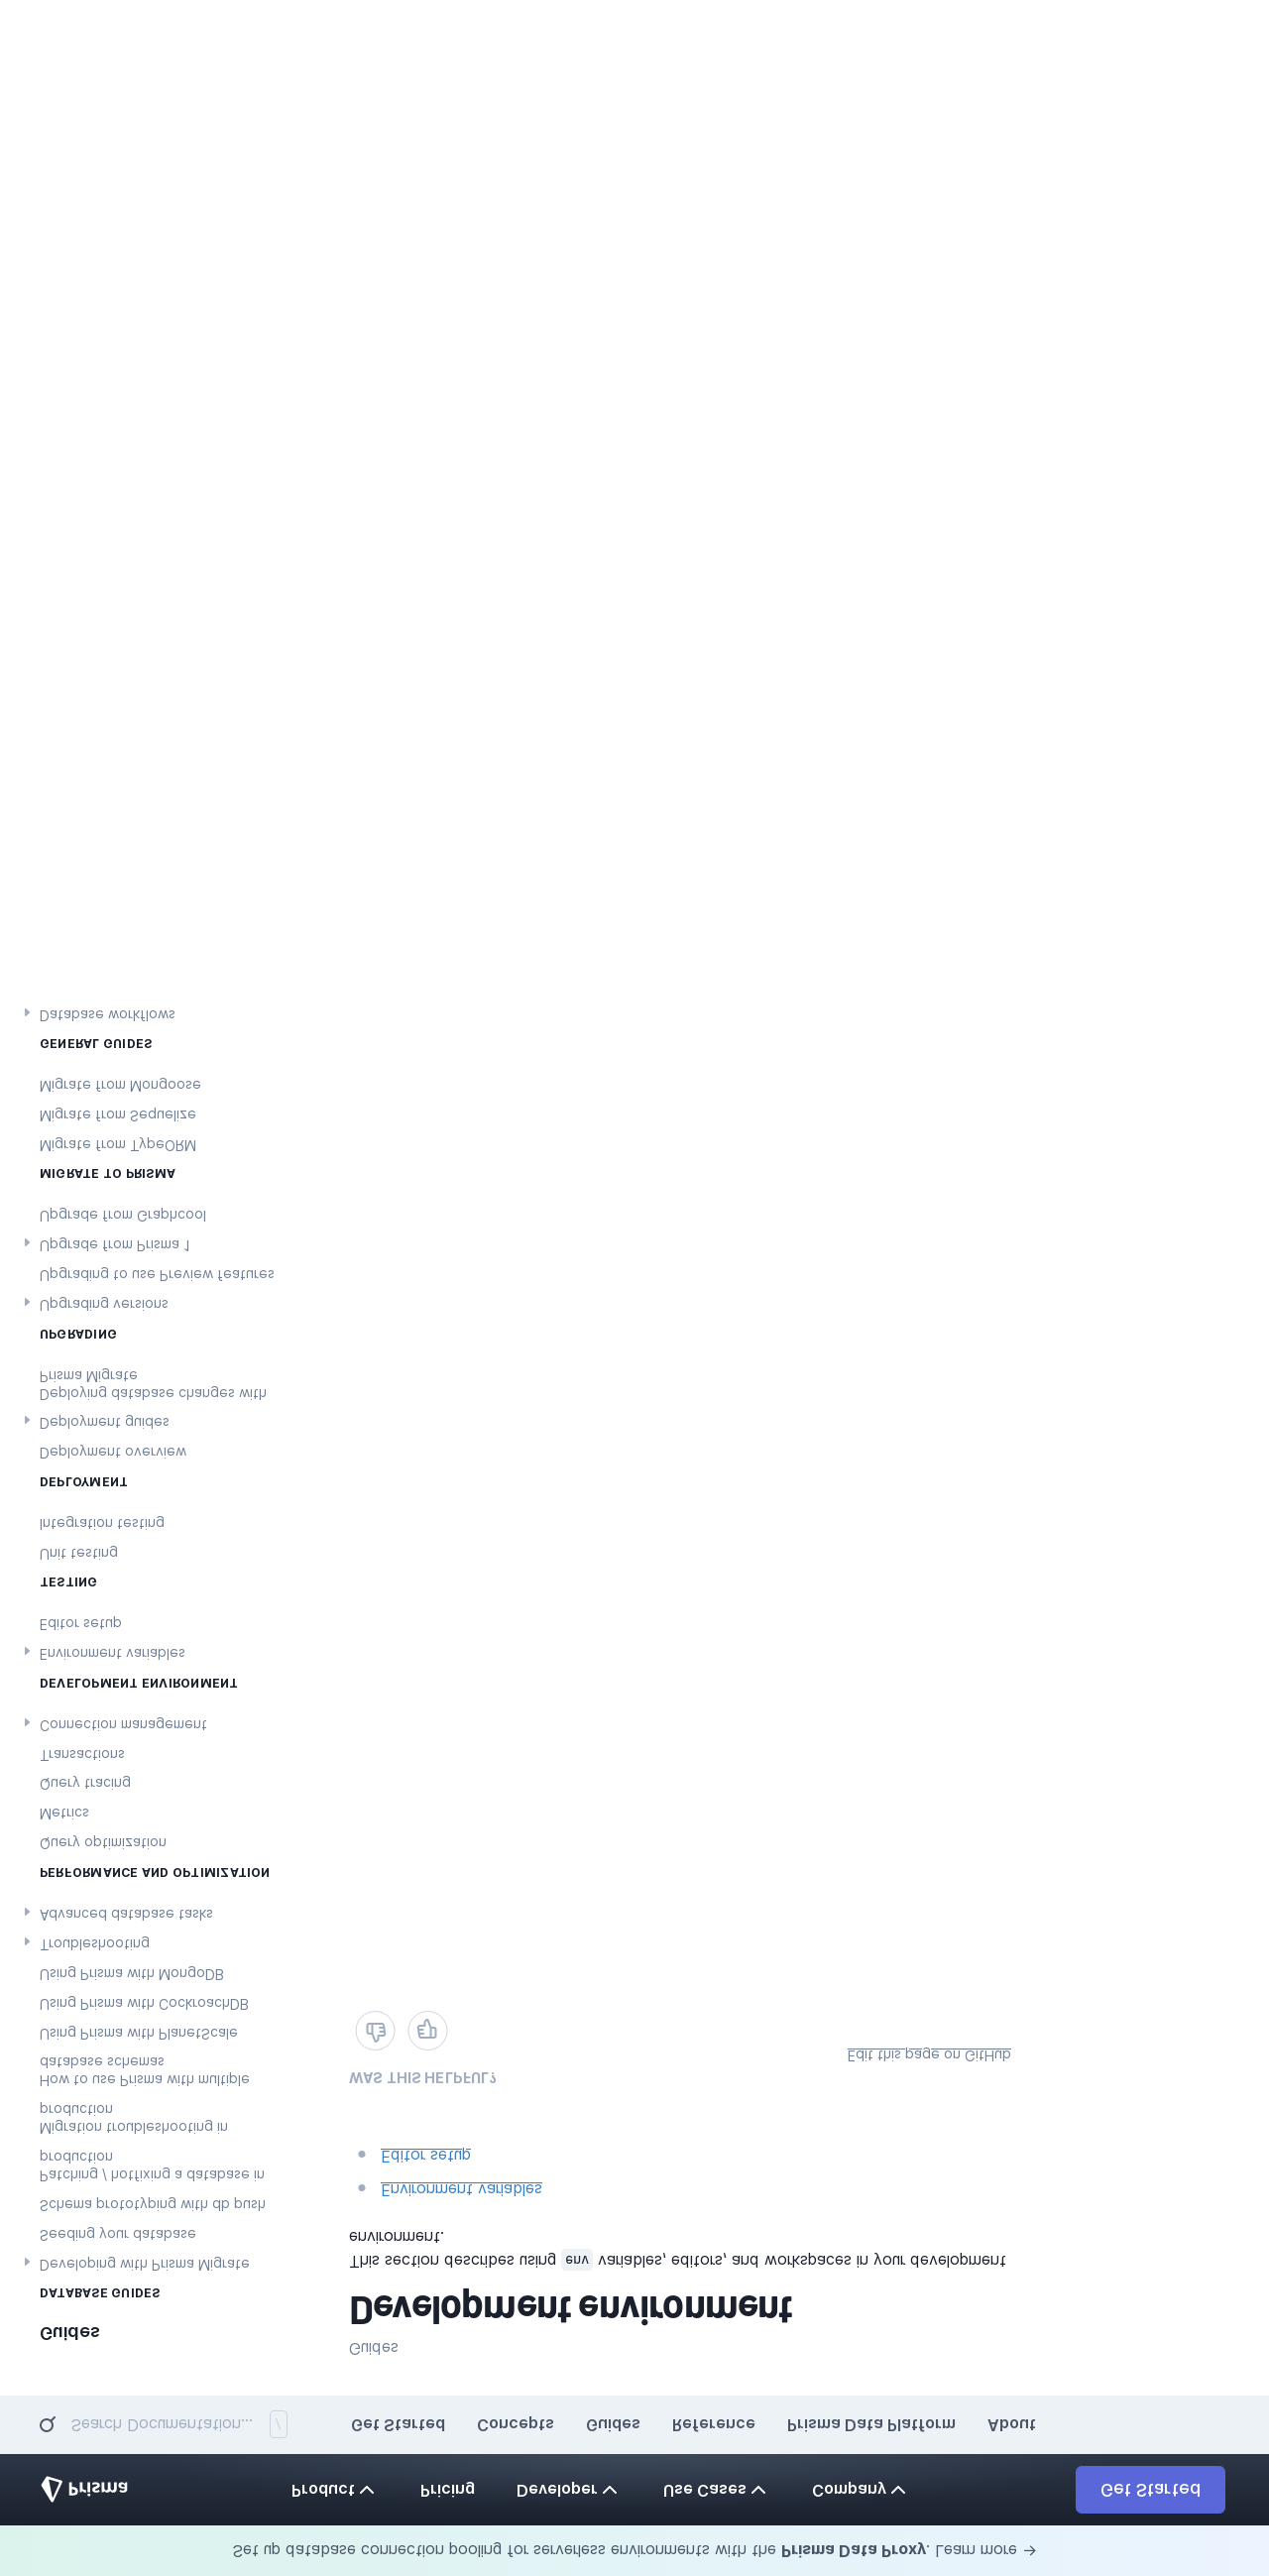 Set up database connection pooling for serverless environments with the Prisma Data Proxy. Learn more →
Prisma
Product
Pricing
Developer
Use Cases
Company
Get Started
Search Documentation... /
Get Started
Concepts
Guides
Reference
Prisma Data Platform
About
Guides
DATABASE GUIDES
Developing with Prisma Migrate
Seeding your database
Schema prototyping with db push
Patching / hotfixing a database in
production
Migration troubleshooting in
production
How to use Prisma with multiple
database schemas
Using Prisma with PlanetScale
Using Prisma with CockroachDB
Using Prisma with MongoDB
Troubleshooting
Advanced database tasks
PERFORMANCE AND OPTIMIZATION
Query optimization
Metrics
Query tracing
Transactions
Connection management
DEVELOPMENT ENVIRONMENT
Environment variables
Editor setup
TESTING
Unit testing
Integration testing
DEPLOYMENT
Deployment overview
Deployment guides
Deploying database changes with
Prisma Migrate
UPGRADING
Upgrading versions
Upgrading to use Preview features
Upgrade from Prisma 1
Upgrade from Graphcool
MIGRATE TO PRISMA
Migrate from TypeORM
Migrate from Sequelize
Migrate from Mongoose
GENERAL GUIDES
Database workflows
Guides
Development environment
This section describes using env variables, editors, and workspaces in your development
environment.
Environment variables
Editor setup
WAS THIS HELPFUL?
Edit this page on GitHub